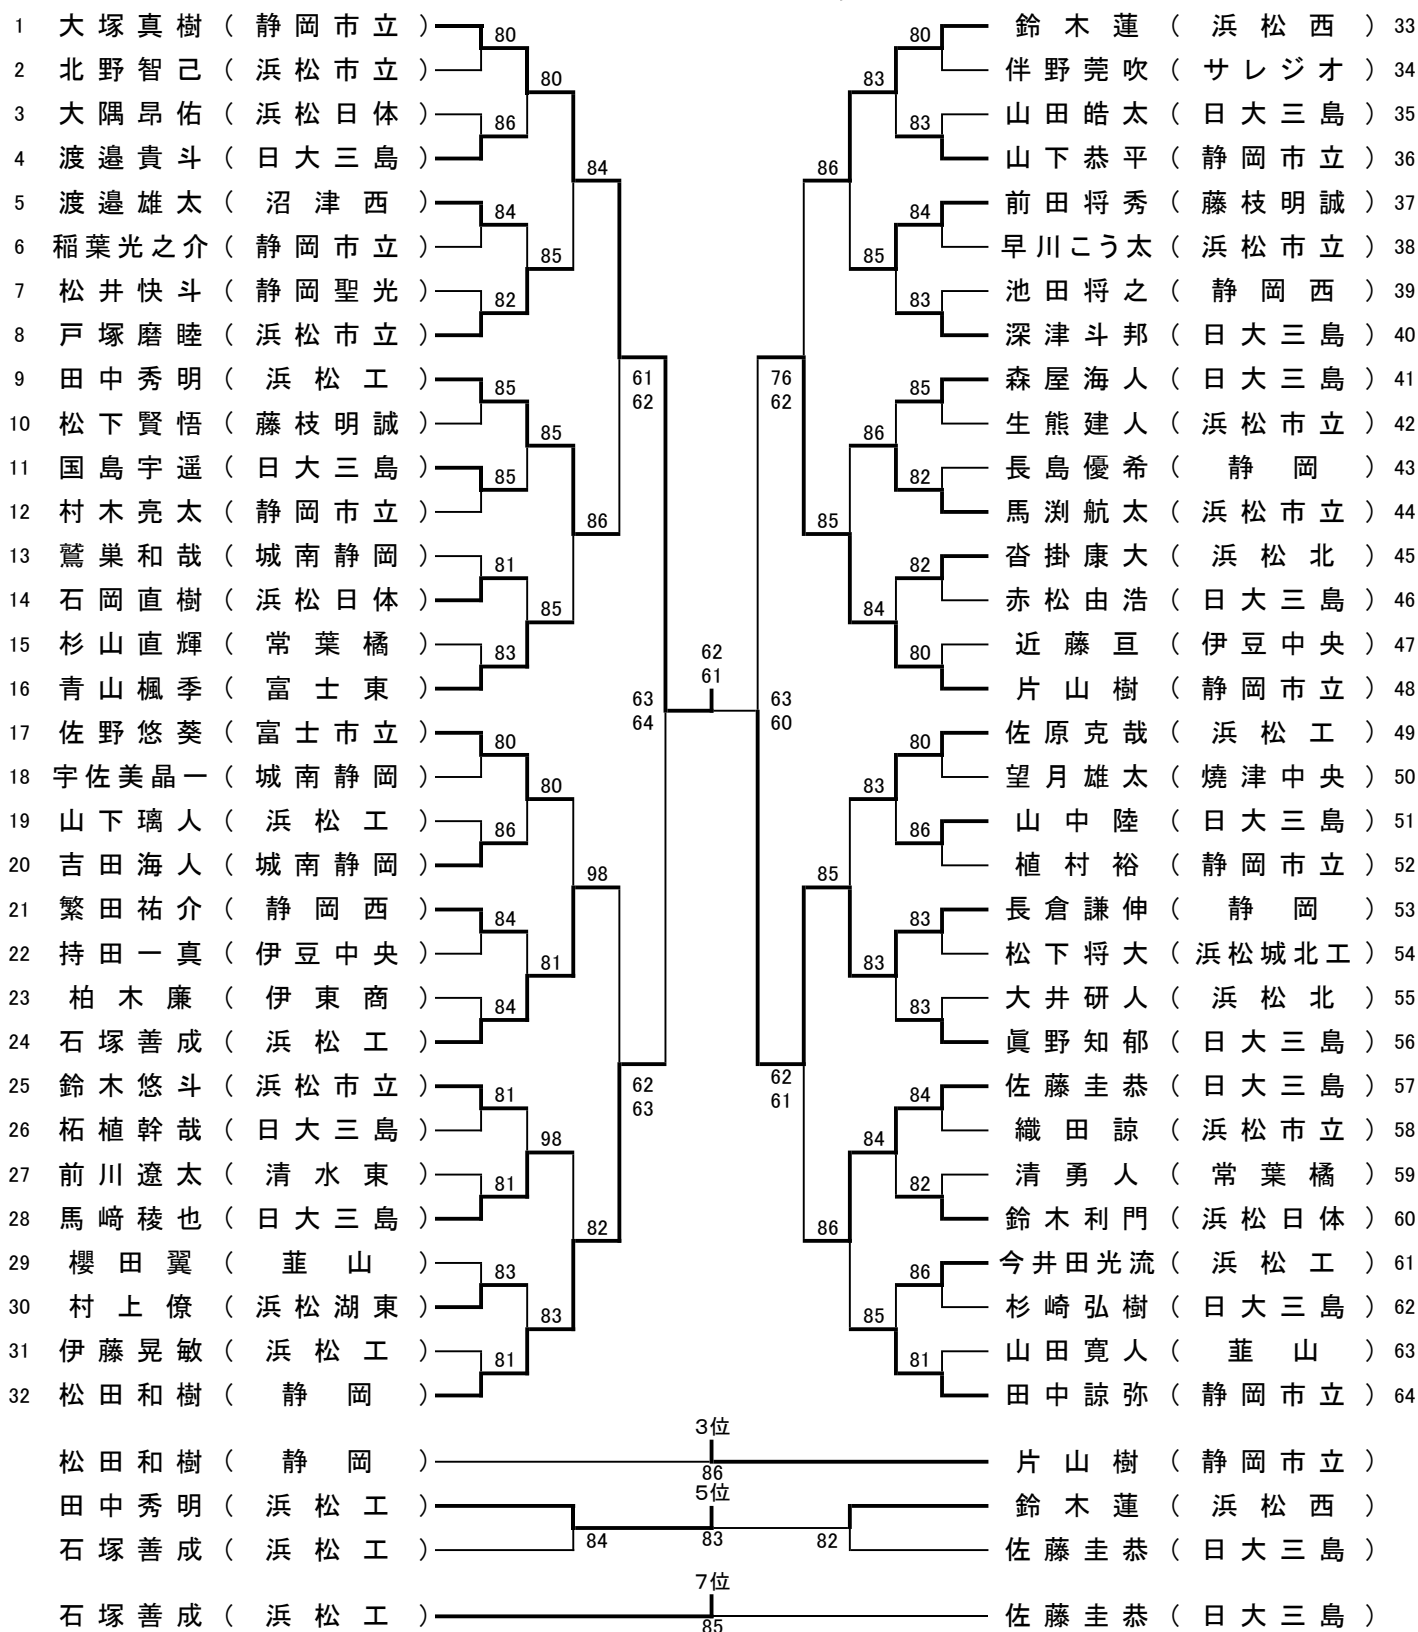 1 大塚真樹 ( 静岡市立 ) 80 80 鈴木蓮 ( 浜松西 ) 33
2 北野智己 ( 浜松市立 ) 80 83 伴野莞吹 ( サレジオ ) 34
3 大隅昂佑 ( 浜松日体 ) 86 83 山田皓太 ( 日大三島 ) 35
4 渡邉貴斗 ( 日大三島 ) 84 86 山下恭平 ( 静岡市立 ) 36
5 渡邉雄太 ( 沼津西 ) 84 84 前田将秀 ( 藤枝明誠 ) 37
6 稲葉光之介 ( 静岡市立 ) 85 85 早川こう太 ( 浜松市立 ) 38
7 松井快斗 ( 静岡聖光 ) 82 83 池田将之 ( 静岡西 ) 39
8 戸塚磨睦 ( 浜松市立 ) 深津斗邦 ( 日大三島 ) 40
9 田中秀明 ( 浜松工 ) 85 61 76 85 森屋海人 ( 日大三島 ) 41
62 62
10 松下賢悟 ( 藤枝明誠 ) 85 86 生熊建人 ( 浜松市立 ) 42
11 国島宇遥 ( 日大三島 ) 85 82 長島優希 ( 静岡 ) 43
12 村木亮太 ( 静岡市立 ) 86 85 馬渕航太 ( 浜松市立 ) 44
13 鷲巣和哉 ( 城南静岡 ) 81 82 沓掛康大 ( 浜松北 ) 45
14 石岡直樹 ( 浜松日体 ) 85 84 赤松由浩 ( 日大三島 ) 46
15 杉山直輝 ( 常葉橘 ) 83 62 80 近藤亘 ( 伊豆中央 ) 47
61
16 青山楓季 ( 富士東 ) 63 63 片山樹 ( 静岡市立 ) 48
64 60
17 佐野悠葵 ( 富士市立 ) 80 80 佐原克哉 ( 浜松工 ) 49
18 宇佐美晶一 ( 城南静岡 ) 80 83 望月雄太 ( 焼津中央 ) 50
19 山下璃人 ( 浜松工 ) 86 86 山中陸 ( 日大三島 ) 51
20 吉田海人 ( 城南静岡 ) 98 85 植村裕 ( 静岡市立 ) 52
21 繁田祐介 ( 静岡西 ) 84 83 長倉謙伸 ( 静岡 ) 53
22 持田一真 ( 伊豆中央 ) 81 83 松下将大 ( 浜松城北工 ) 54
23 柏木廉 ( 伊東商 ) 84 83 大井研人 ( 浜松北 ) 55
24 石塚善成 ( 浜松工 ) 眞野知郁 ( 日大三島 ) 56
25 鈴木悠斗 ( 浜松市立 ) 81 62 62 84 佐藤圭恭 ( 日大三島 ) 57
63 61
26 柘植幹哉 ( 日大三島 ) 98 84 織田諒 ( 浜松市立 ) 58
27 前川遼太 ( 清水東 ) 81 82 清勇人 ( 常葉橘 ) 59
28 馬﨑稜也 ( 日大三島 ) 82 86 鈴木利門 ( 浜松日体 ) 60
29 櫻田翼 ( 韮山 ) 83 86 今井田光流 ( 浜松工 ) 61
30 村上僚 ( 浜松湖東 ) 83 85 杉崎弘樹 ( 日大三島 ) 62
31 伊藤晃敏 ( 浜松工 ) 81 81 山田寛人 ( 韮山 ) 63
32 松田和樹 ( 静岡 ) 田中諒弥 ( 静岡市立 ) 64
3位
松田和樹 ( 静岡 ) 86 片山樹 ( 静岡市立 )
5位
田中秀明 ( 浜松工 ) 鈴木蓮 ( 浜松西 )
84 83 82
石塚善成 ( 浜松工 ) 佐藤圭恭 ( 日大三島 )
7位
石塚善成 ( 浜松工 ) 85 佐藤圭恭 ( 日大三島 )